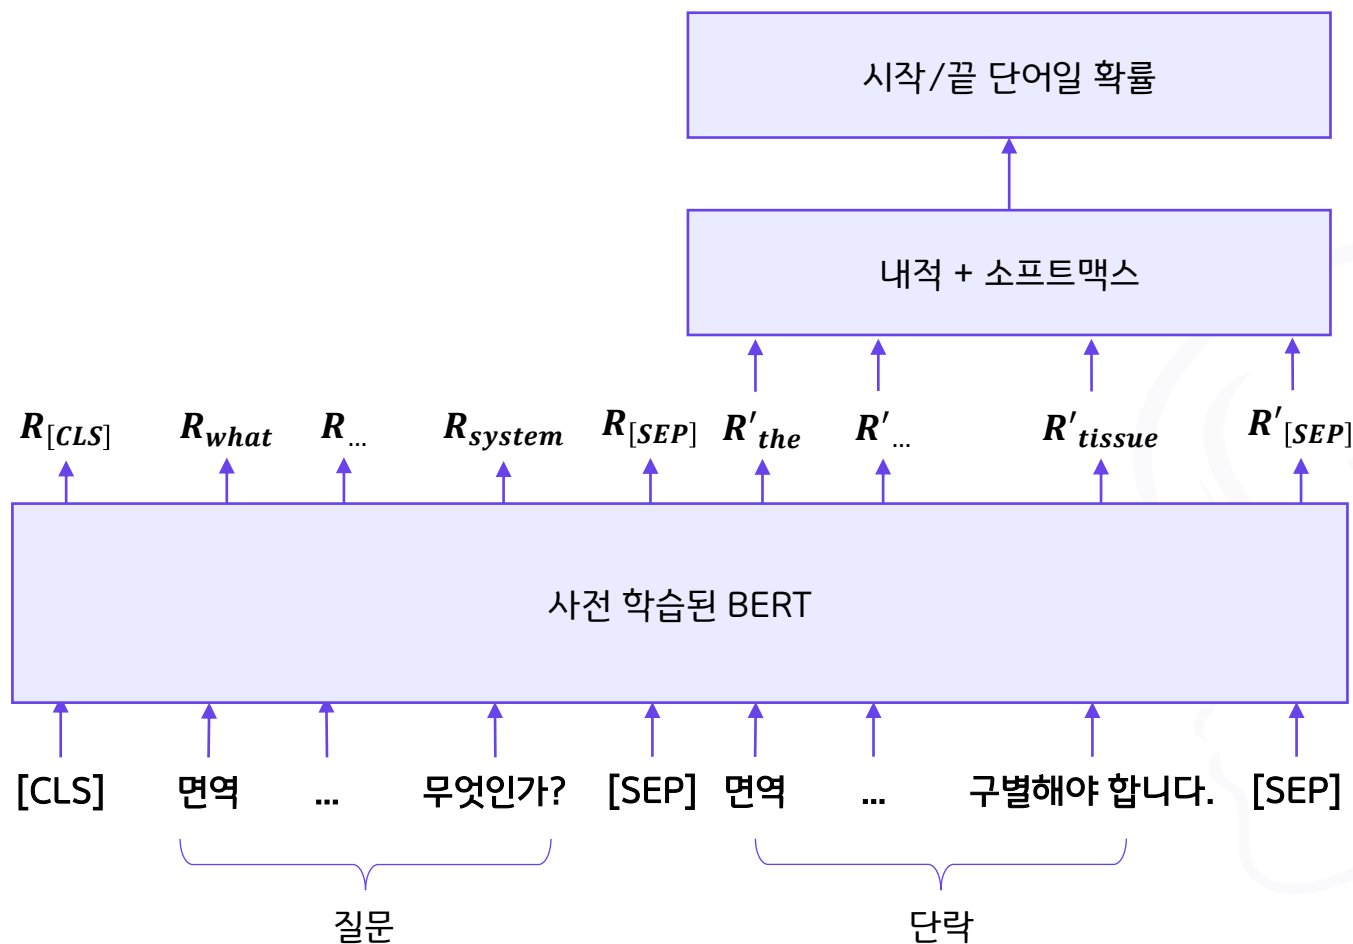 시작/끝 단어일 확률
내적 + 소프트맥스
R[CLS] Rwhat R... Rsystem R[SEP] R′the R′... R′tissue R′[SEP]
사전 학습된 BERT
[CLS] 면역 ... 무엇인가? [SEP] 면역 ... 구별해야 합니다. [SEP]
질문 단락